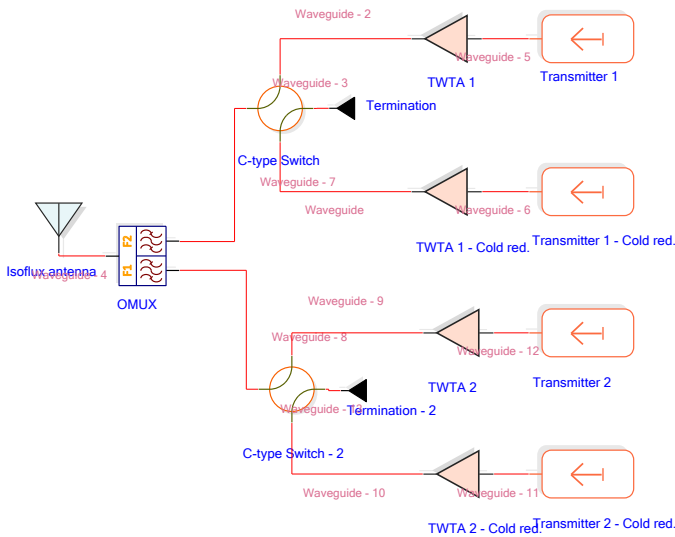 Waveguide - 2
Waveguide - 5
Transmitter 1
TWTA 1
Waveguide - 3
Termination
C-type Switch
Waveguide - 7
Waveguide
Waveguide - 6
TWTA 1 - Cold red.
Transmitter 1 - Cold red.
F2
F1
Isoflux antenna
Waveguide - 4
OMUX
Waveguide - 9
Waveguide - 8
Waveguide - 12
TWTA 2
Transmitter 2
Waveguide - 13
Termination - 2
C-type Switch - 2
Waveguide - 10
Waveguide - 11
TWTA 2 - Cold red.
Transmitter 2 - Cold red.